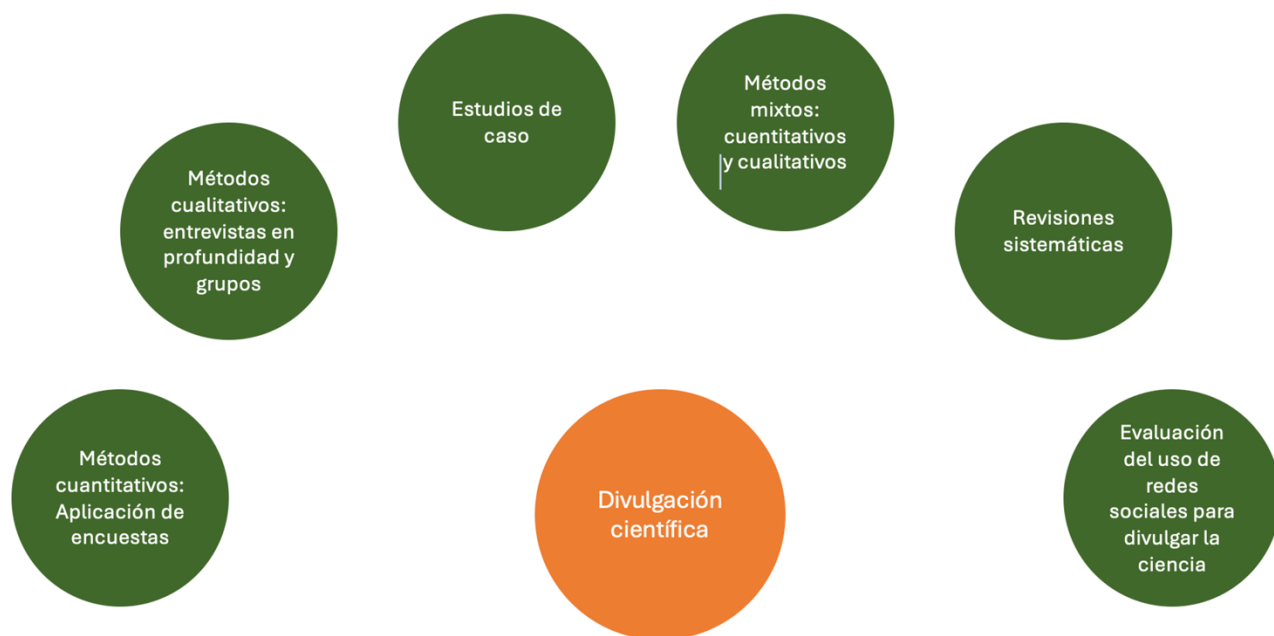 Estudios de
caso
Métodos
mixtos:
cuentitativos
y cualitativos
Métodos
cualitativos:
entrevistas en
profundidad y
grupos
Revisiones
sistemáticas
Métodos
cuantitativos:
Aplicación de
encuestas
Divulgación
científica
Evaluación
del uso de
redes
sociales para
divulgar la
ciencia